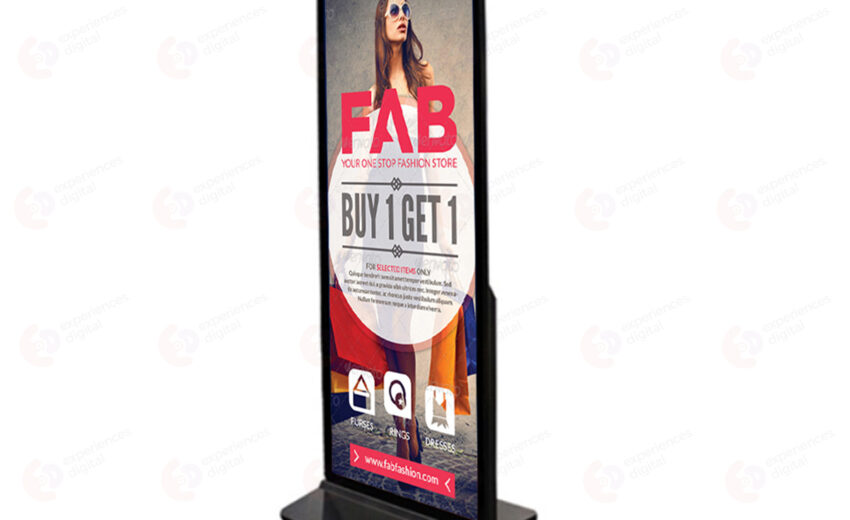 FAB
YOUR ONE STOP FASHION STORE
BUY 1 GET 1
FOR SELECTED ITEMS ONLY
PURSES
RINGS
DRESSES
www.fabfashion.com
experiences
digital